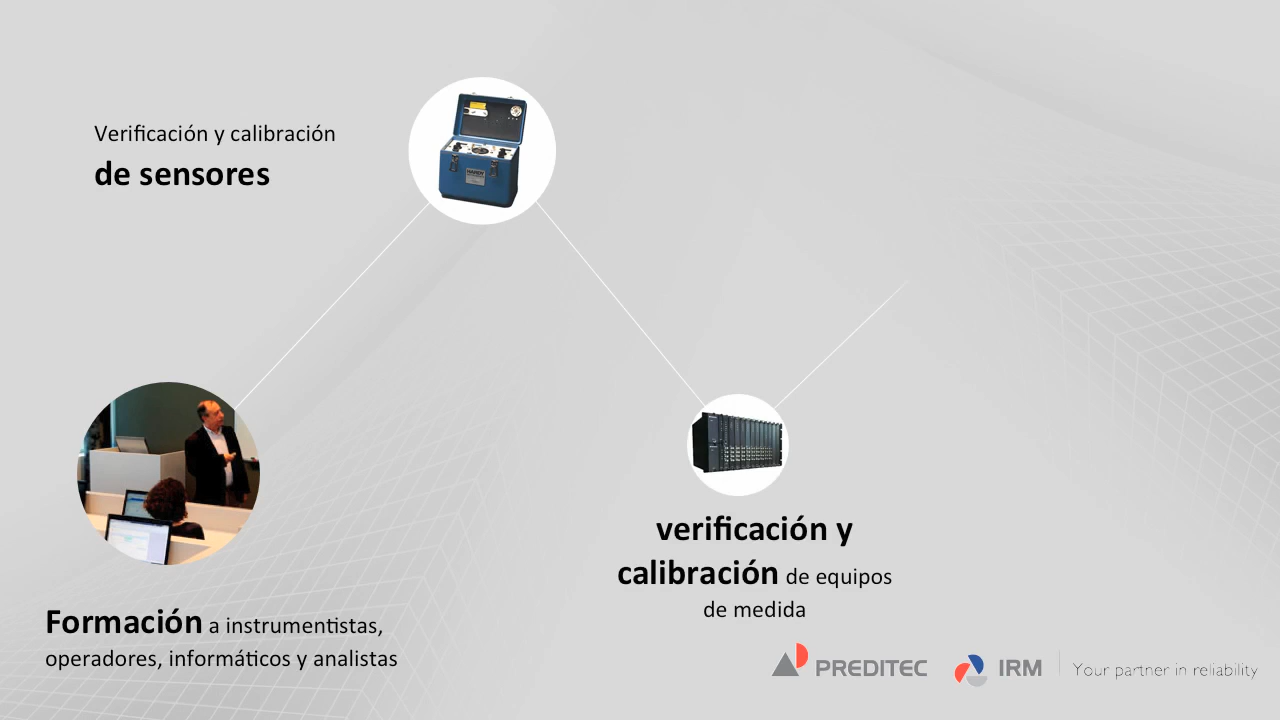 Verificación y calibración
de sensores
HARDY
Formación a instrumentistas,
operadores, informáticos y analistas
verificación y
calibración de equipos
de medida
PREDITEC IRM Your partner in reliability